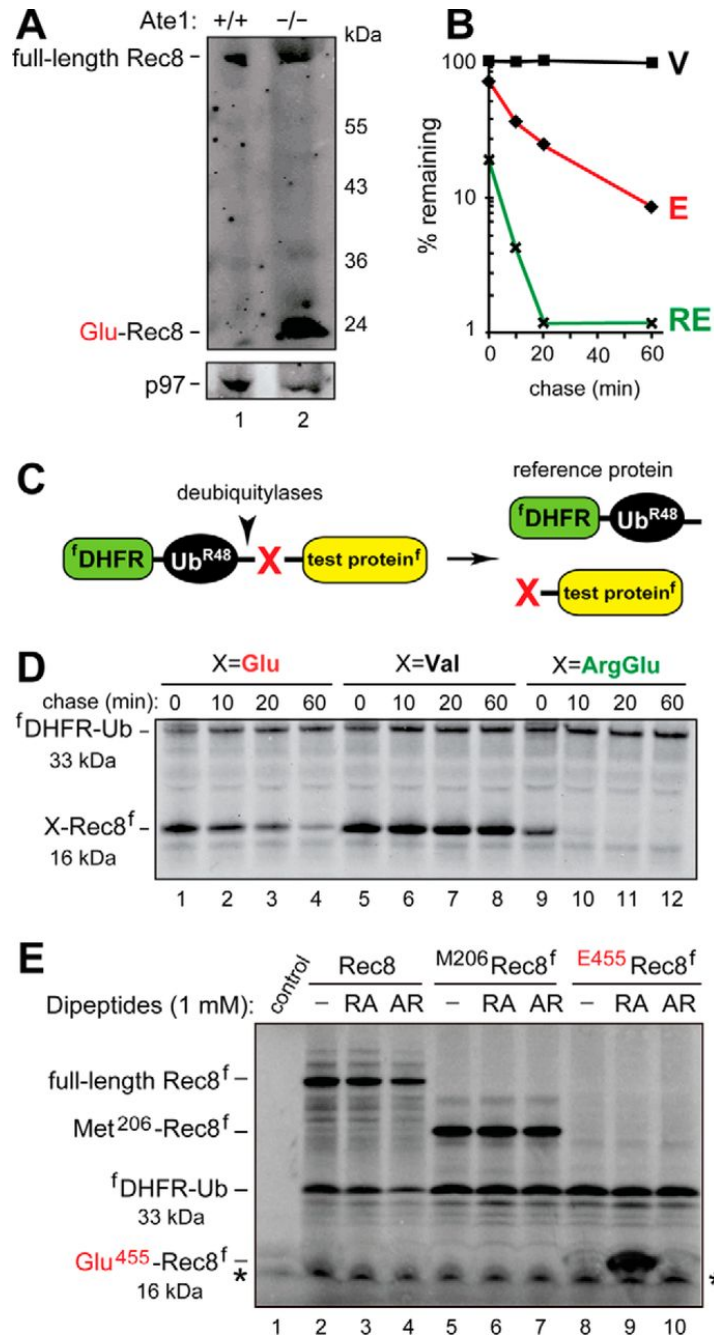 A
Ate1: +/+ −/−
kDa
full-length Rec8
55
43
36
24
Glu-Rec8
p97
1 2
B
100
10
1
% remaining
V
E
RE
0 20 40 60
chase (min)
C
deubiquitylases
fDHFR
UbR48
X
test proteinf
reference protein
fDHFR
UbR48
X
test proteinf
D
X=Glu X=Val X=ArgGlu
chase (min): 0 10 20 60 0 10 20 60 0 10 20 60
fDHFR-Ub
33 kDa
X-Rec8f
16 kDa
1 2 3 4 5 6 7 8 9 10 11 12
E
control
Rec8 M206Rec8f E455Rec8f
Dipeptides (1 mM): − RA AR − RA AR − RA AR
full-length Rec8f
Met206-Rec8f
fDHFR-Ub
33 kDa
Glu455-Rec8f
* *
16 kDa
1 2 3 4 5 6 7 8 9 10